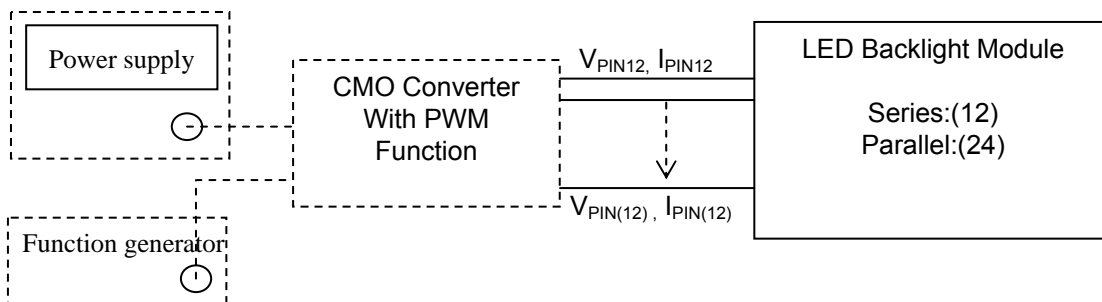 Power supply
CMO Converter
With PWM
Function
V_PIN12, I_PIN12
V_PIN(12) , I_PIN(12)
LED Backlight Module
Series:(12)
Parallel:(24)
Function generator